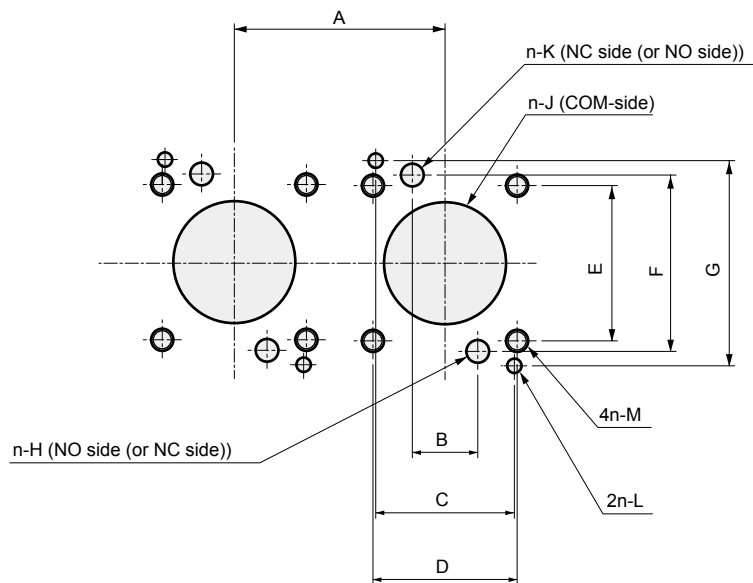 A
n-K (NC side (or NO side))
n-J (COM-side)
E
F
G
4n-M
n-H (NO side (or NC side))
B
C
2n-L
D